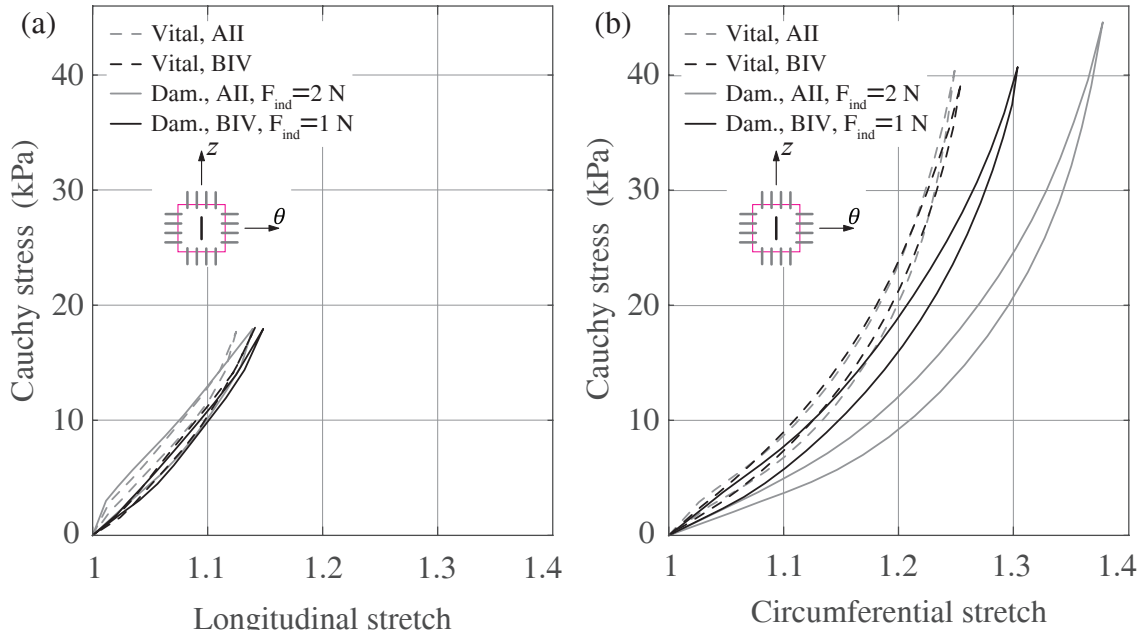 (a)
Vital, AII
Vital, BIV
Dam., AII, F_ind=2 N
Dam., BIV, F_ind=1 N
z
θ
Cauchy stress (kPa)
40
30
20
10
0
1 1.1 1.2 1.3 1.4
Longitudinal stretch
(b)
Vital, AII
Vital, BIV
Dam., AII, F_ind=2 N
Dam., BIV, F_ind=1 N
z
θ
Cauchy stress (kPa)
40
30
20
10
0
1 1.1 1.2 1.3 1.4
Circumferential stretch